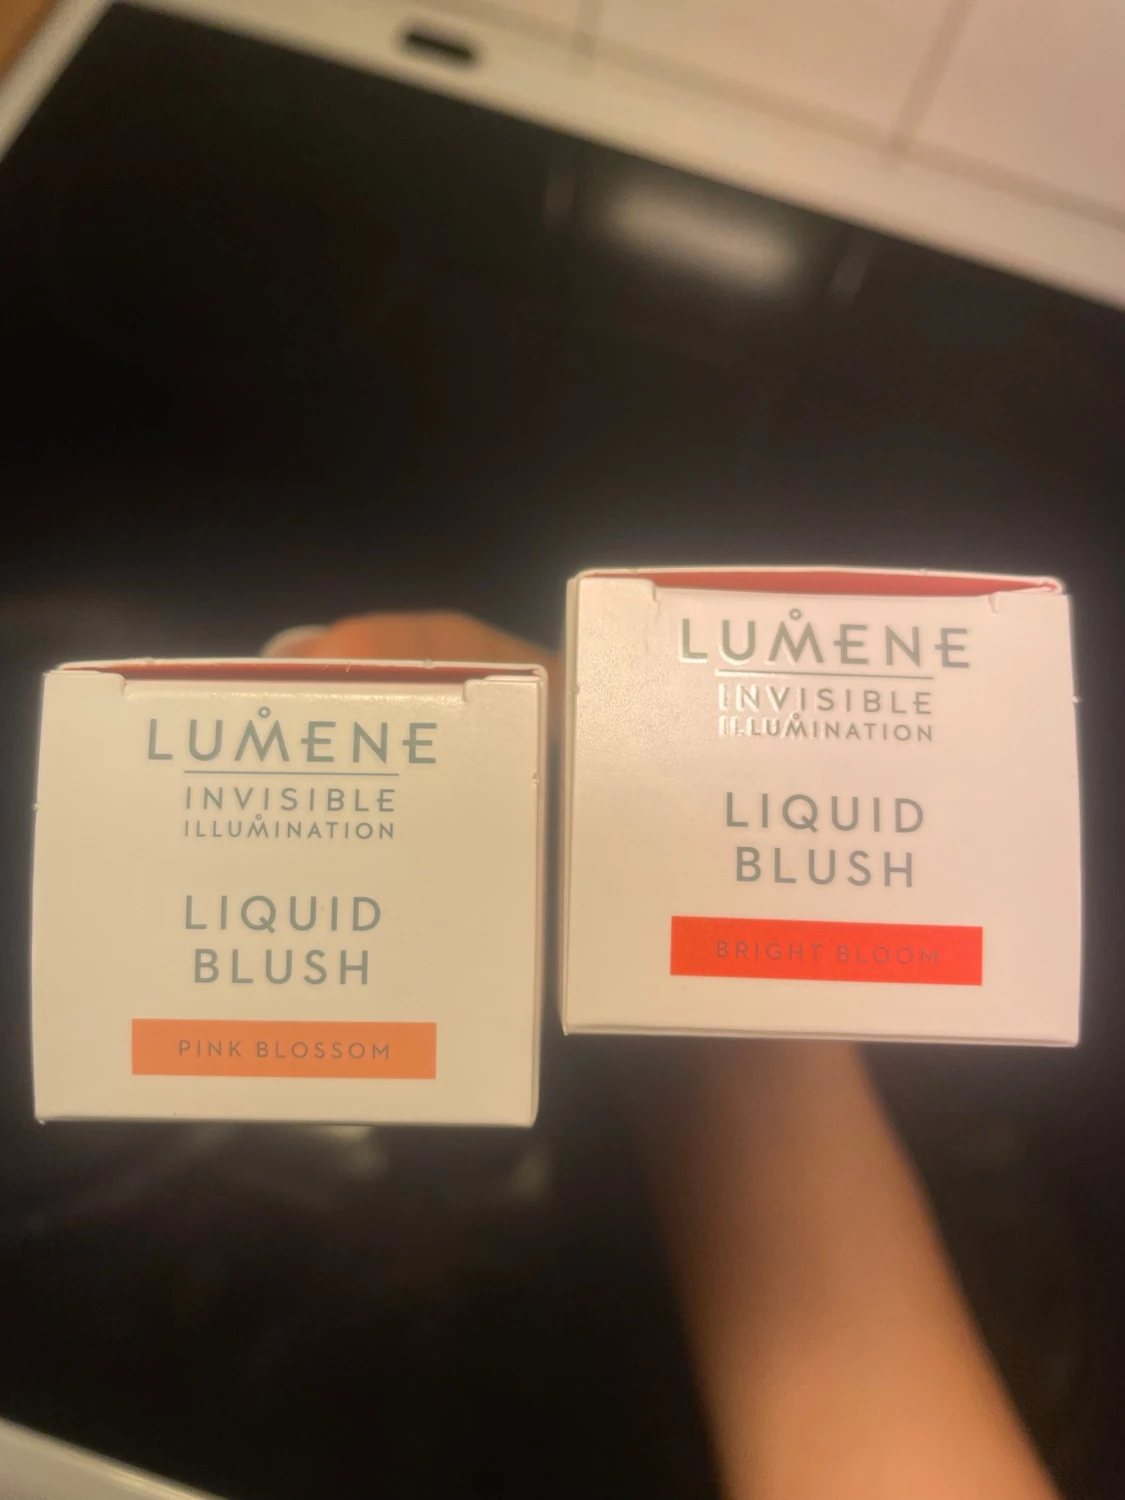 LUMENE
INVISIBLE
ILLUMINATION
LIQUID
BLUSH
PINK BLOSSOM
LUMENE
INVISIBLE
ILLUMINATION
LIQUID
BLUSH
BRIGHT BLOOM